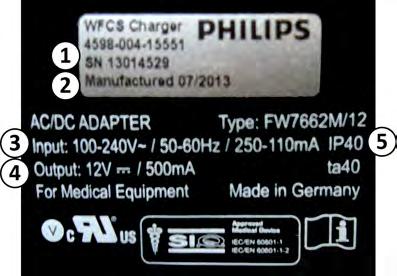 WFCS Charger PHILIPS
4598-004-15551
1 SN 13014529
2 Manufactured 07/2013
AC/DC ADAPTER Type: FW7662M/12
3 Input: 100-240V~ / 50-60Hz / 250-110mA IP40 5
4 Output: 12V ⎓ / 500mA ta40
For Medical Equipment Made in Germany
V c US SIQ Approved
Medical Device
IEC/EN 60601-1
IEC/EN 60601-1-2
i